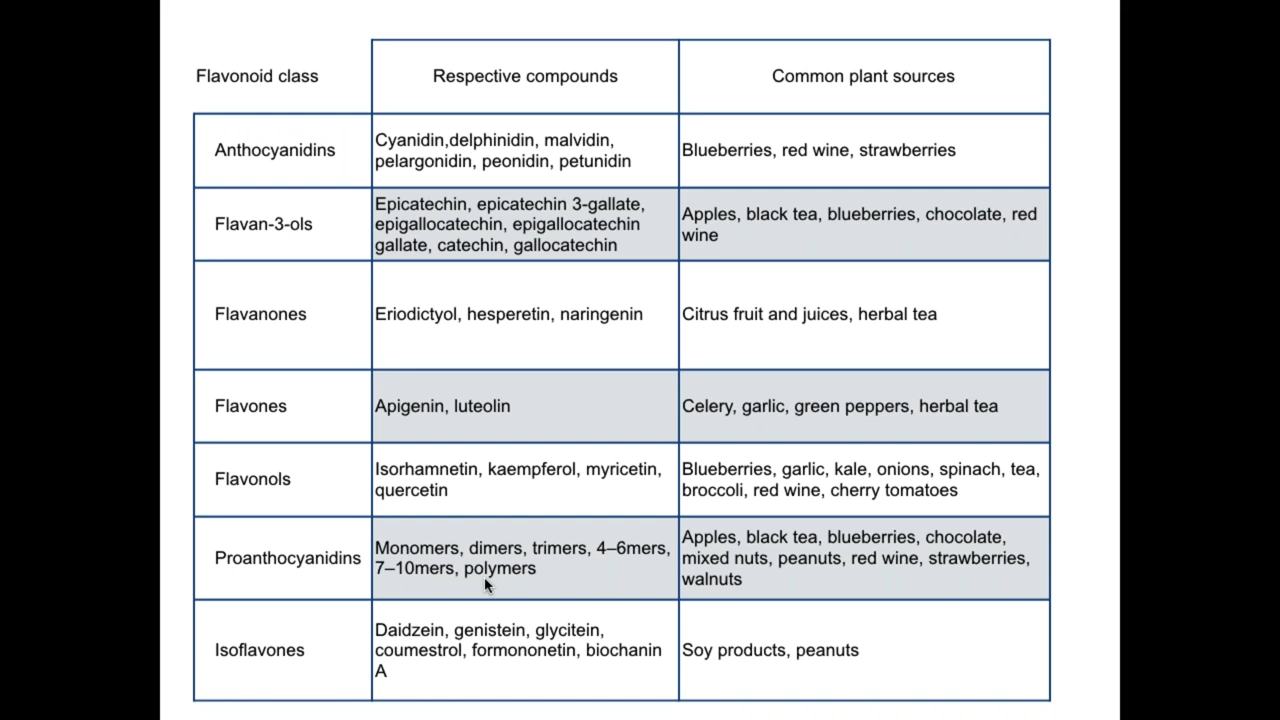 Flavonoid class
Respective compounds
Common plant sources
Anthocyanidins
Cyanidin,delphinidin, malvidin,
pelargonidin, peonidin, petunidin
Blueberries, red wine, strawberries
Flavan-3-ols
Epicatechin, epicatechin 3-gallate,
epigallocatechin, epigallocatechin
gallate, catechin, gallocatechin
Apples, black tea, blueberries, chocolate, red
wine
Flavanones
Eriodictyol, hesperetin, naringenin
Citrus fruit and juices, herbal tea
Flavones
Apigenin, luteolin
Celery, garlic, green peppers, herbal tea
Flavonols
Isorhamnetin, kaempferol, myricetin,
quercetin
Blueberries, garlic, kale, onions, spinach, tea,
broccoli, red wine, cherry tomatoes
Proanthocyanidins
Monomers, dimers, trimers, 4–6mers,
7–10mers, polymers
Apples, black tea, blueberries, chocolate,
mixed nuts, peanuts, red wine, strawberries,
walnuts
Isoflavones
Daidzein, genistein, glycitein,
coumestrol, formononetin, biochanin
A
Soy products, peanuts